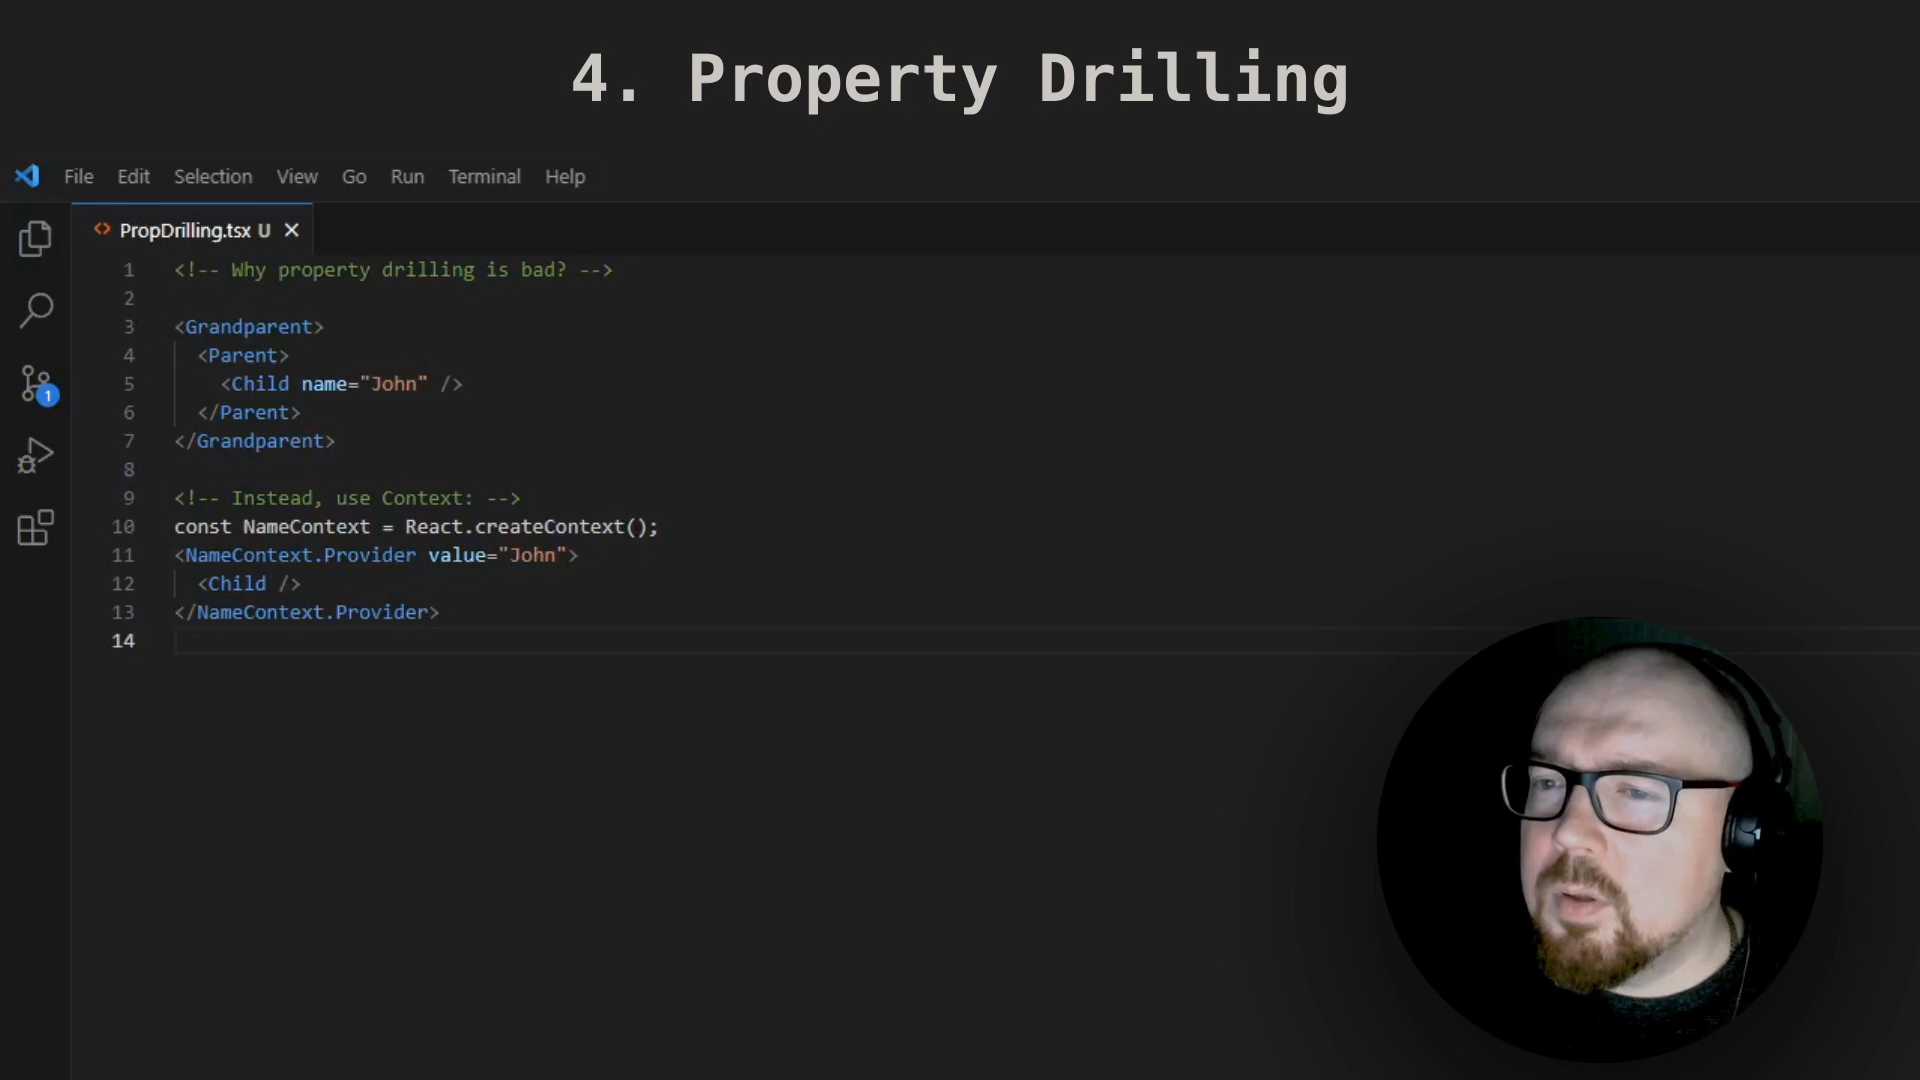 4. Property Drilling
File Edit Selection View Go Run Terminal Help
PropDrilling.tsx U
1 <!-- Why property drilling is bad? -->
2
3 <Grandparent>
4 <Parent>
5 <Child name="John" />
6 </Parent>
7 </Grandparent>
8
9 <!-- Instead, use Context: -->
10 const NameContext = React.createContext();
11 <NameContext.Provider value="John">
12 <Child />
13 </NameContext.Provider>
14
1